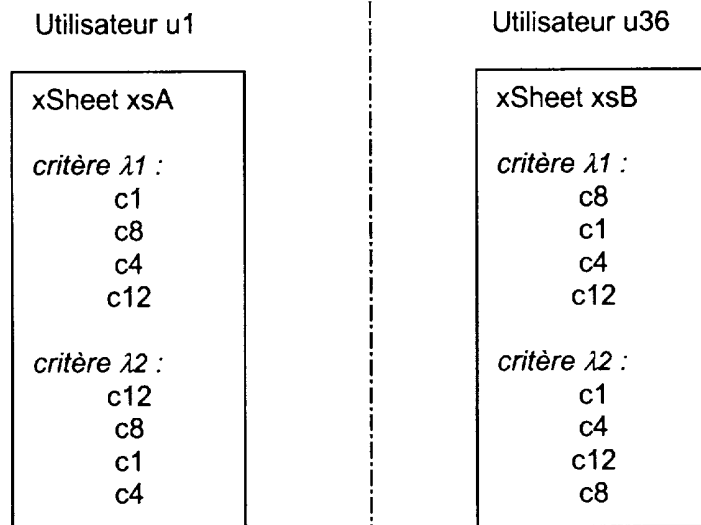 Utilisateur u1
xSheet xsA
critère λ1 :
c1
c8
c4
c12
critère λ2 :
c12
c8
c1
c4
Utilisateur u36
xSheet xsB
critère λ1 :
c8
c1
c4
c12
critère λ2 :
c1
c4
c12
c8